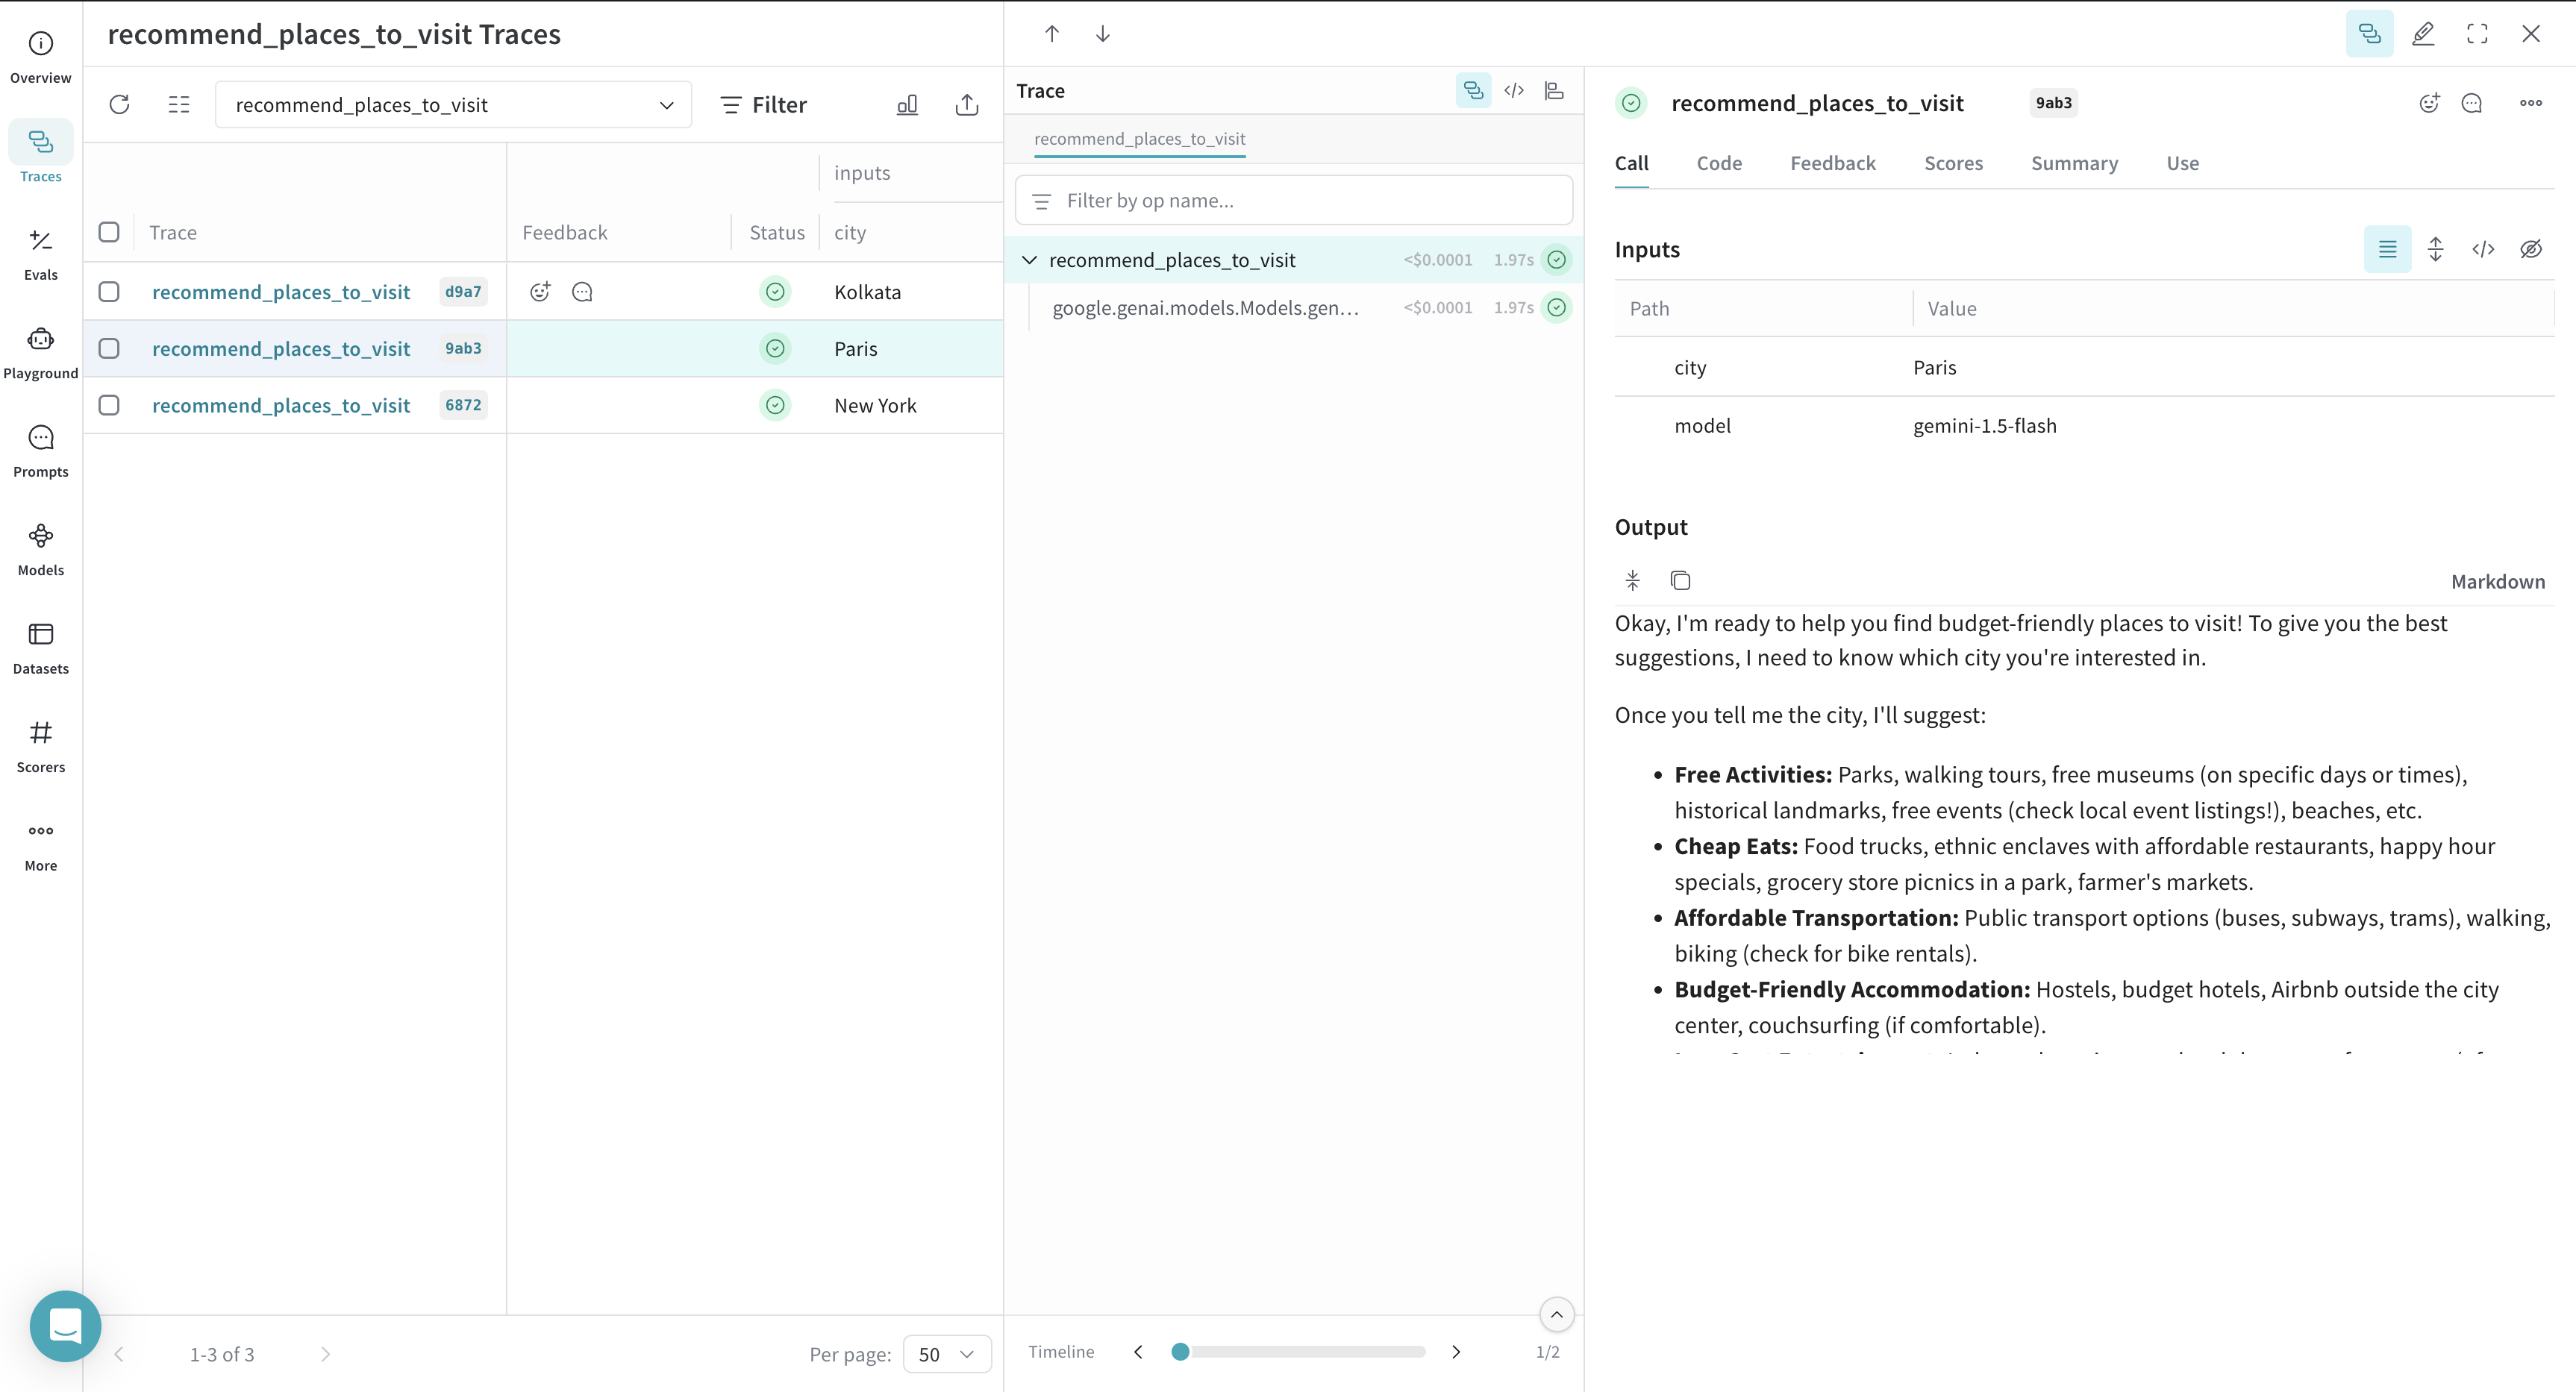 recommend_places_to_visit Traces
Overview
Traces
Evals
Playground
Prompts
Models
Datasets
Scorers
More
recommend_places_to_visit
Filter
inputs
Trace
Feedback
Status
city
recommend_places_to_visit d9a7 Kolkata
recommend_places_to_visit 9ab3 Paris
recommend_places_to_visit 6872 New York
1-3 of 3
Per page: 50
Trace
recommend_places_to_visit
Filter by op name...
recommend_places_to_visit <$0.0001 1.97s
google.genai.models.Models.gen... <$0.0001 1.97s
Timeline
1/2
recommend_places_to_visit 9ab3
Call Code Feedback Scores Summary Use
Inputs
Path Value
city Paris
model gemini-1.5-flash
Output
Markdown
Okay, I'm ready to help you find budget-friendly places to visit! To give you the best
suggestions, I need to know which city you're interested in.
Once you tell me the city, I'll suggest:
• Free Activities: Parks, walking tours, free museums (on specific days or times),
historical landmarks, free events (check local event listings!), beaches, etc.
• Cheap Eats: Food trucks, ethnic enclaves with affordable restaurants, happy hour
specials, grocery store picnics in a park, farmer's markets.
• Affordable Transportation: Public transport options (buses, subways, trams), walking,
biking (check for bike rentals).
• Budget-Friendly Accommodation: Hostels, budget hotels, Airbnb outside the city
center, couchsurfing (if comfortable).